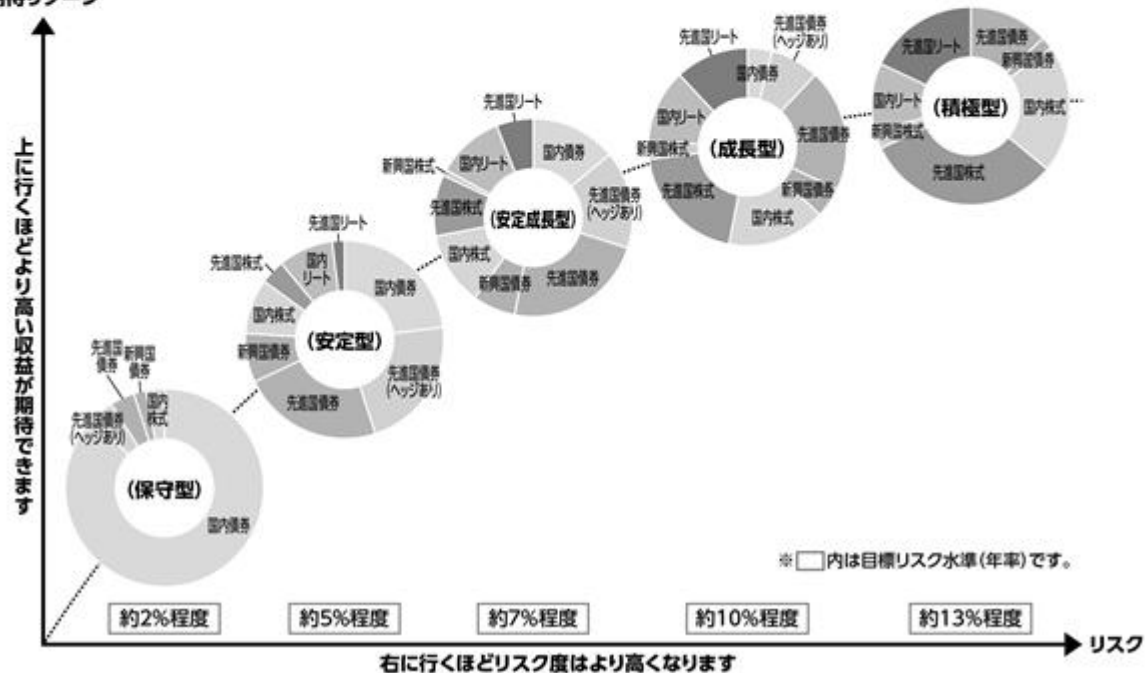 上に行くほどより高い収益が期待できます
先進国リート
国内債券
先進国債券
(ヘッジあり)
先進国債券
新興国債券
国内株式
先進国株式
新興国株式
国内リート
(成長型)
先進国リート
先進国債券
新興国債券
国内株式
先進国株式
新興国株式
国内リート
(積極型)
先進国リート
国内債券
先進国債券
(ヘッジあり)
先進国債券
新興国債券
国内株式
先進国株式
新興国株式
国内リート
(安定成長型)
先進国リート
国内債券
先進国債券
(ヘッジあり)
先進国債券
新興国債券
国内株式
先進国株式
国内
リート
(安定型)
先進国
債券
新興国
債券
国内
株式
先進国債券
(ヘッジあり)
国内債券
(保守型)
※□内は目標リスク水準(年率)です。
約2%程度
約5%程度
約7%程度
約10%程度
約13%程度
リスク
右に行くほどリスク度はより高くなります